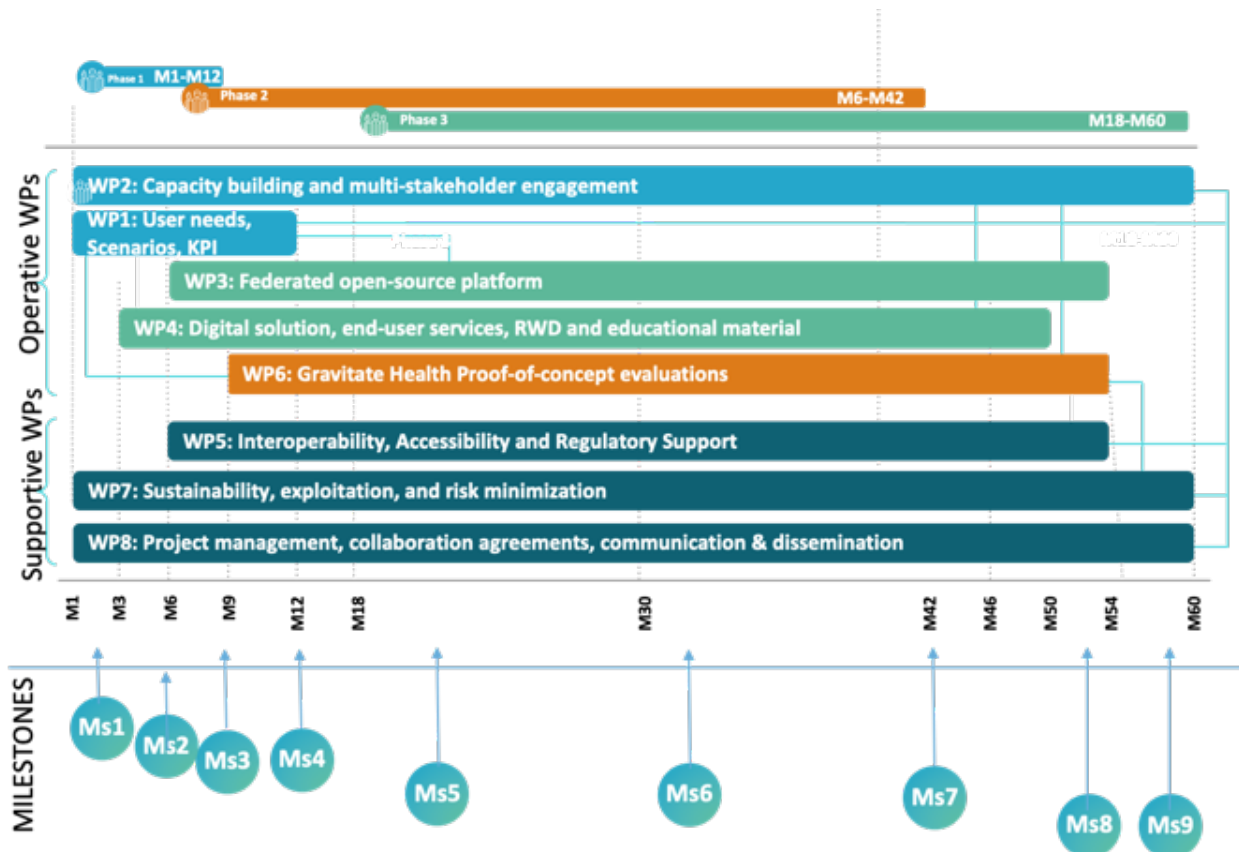 Phase 1 M1-M12
Phase 2 M6-M42
Phase 3 M18-M60
Operative WPs
WP2: Capacity building and multi-stakeholder engagement
WP1: User needs,
Scenarios, KPI
WP3: Federated open-source platform
WP4: Digital solution, end-user services, RWD and educational material
WP6: Gravitate Health Proof-of-concept evaluations
Supportive WPs
WP5: Interoperability, Accessibility and Regulatory Support
WP7: Sustainability, exploitation, and risk minimization
WP8: Project management, collaboration agreements, communication & dissemination
M1 M3 M6 M9 M12 M18 M30 M42 M46 M50 M54 M60
MILESTONES
Ms1 Ms2 Ms3 Ms4 Ms5 Ms6 Ms7 Ms8 Ms9